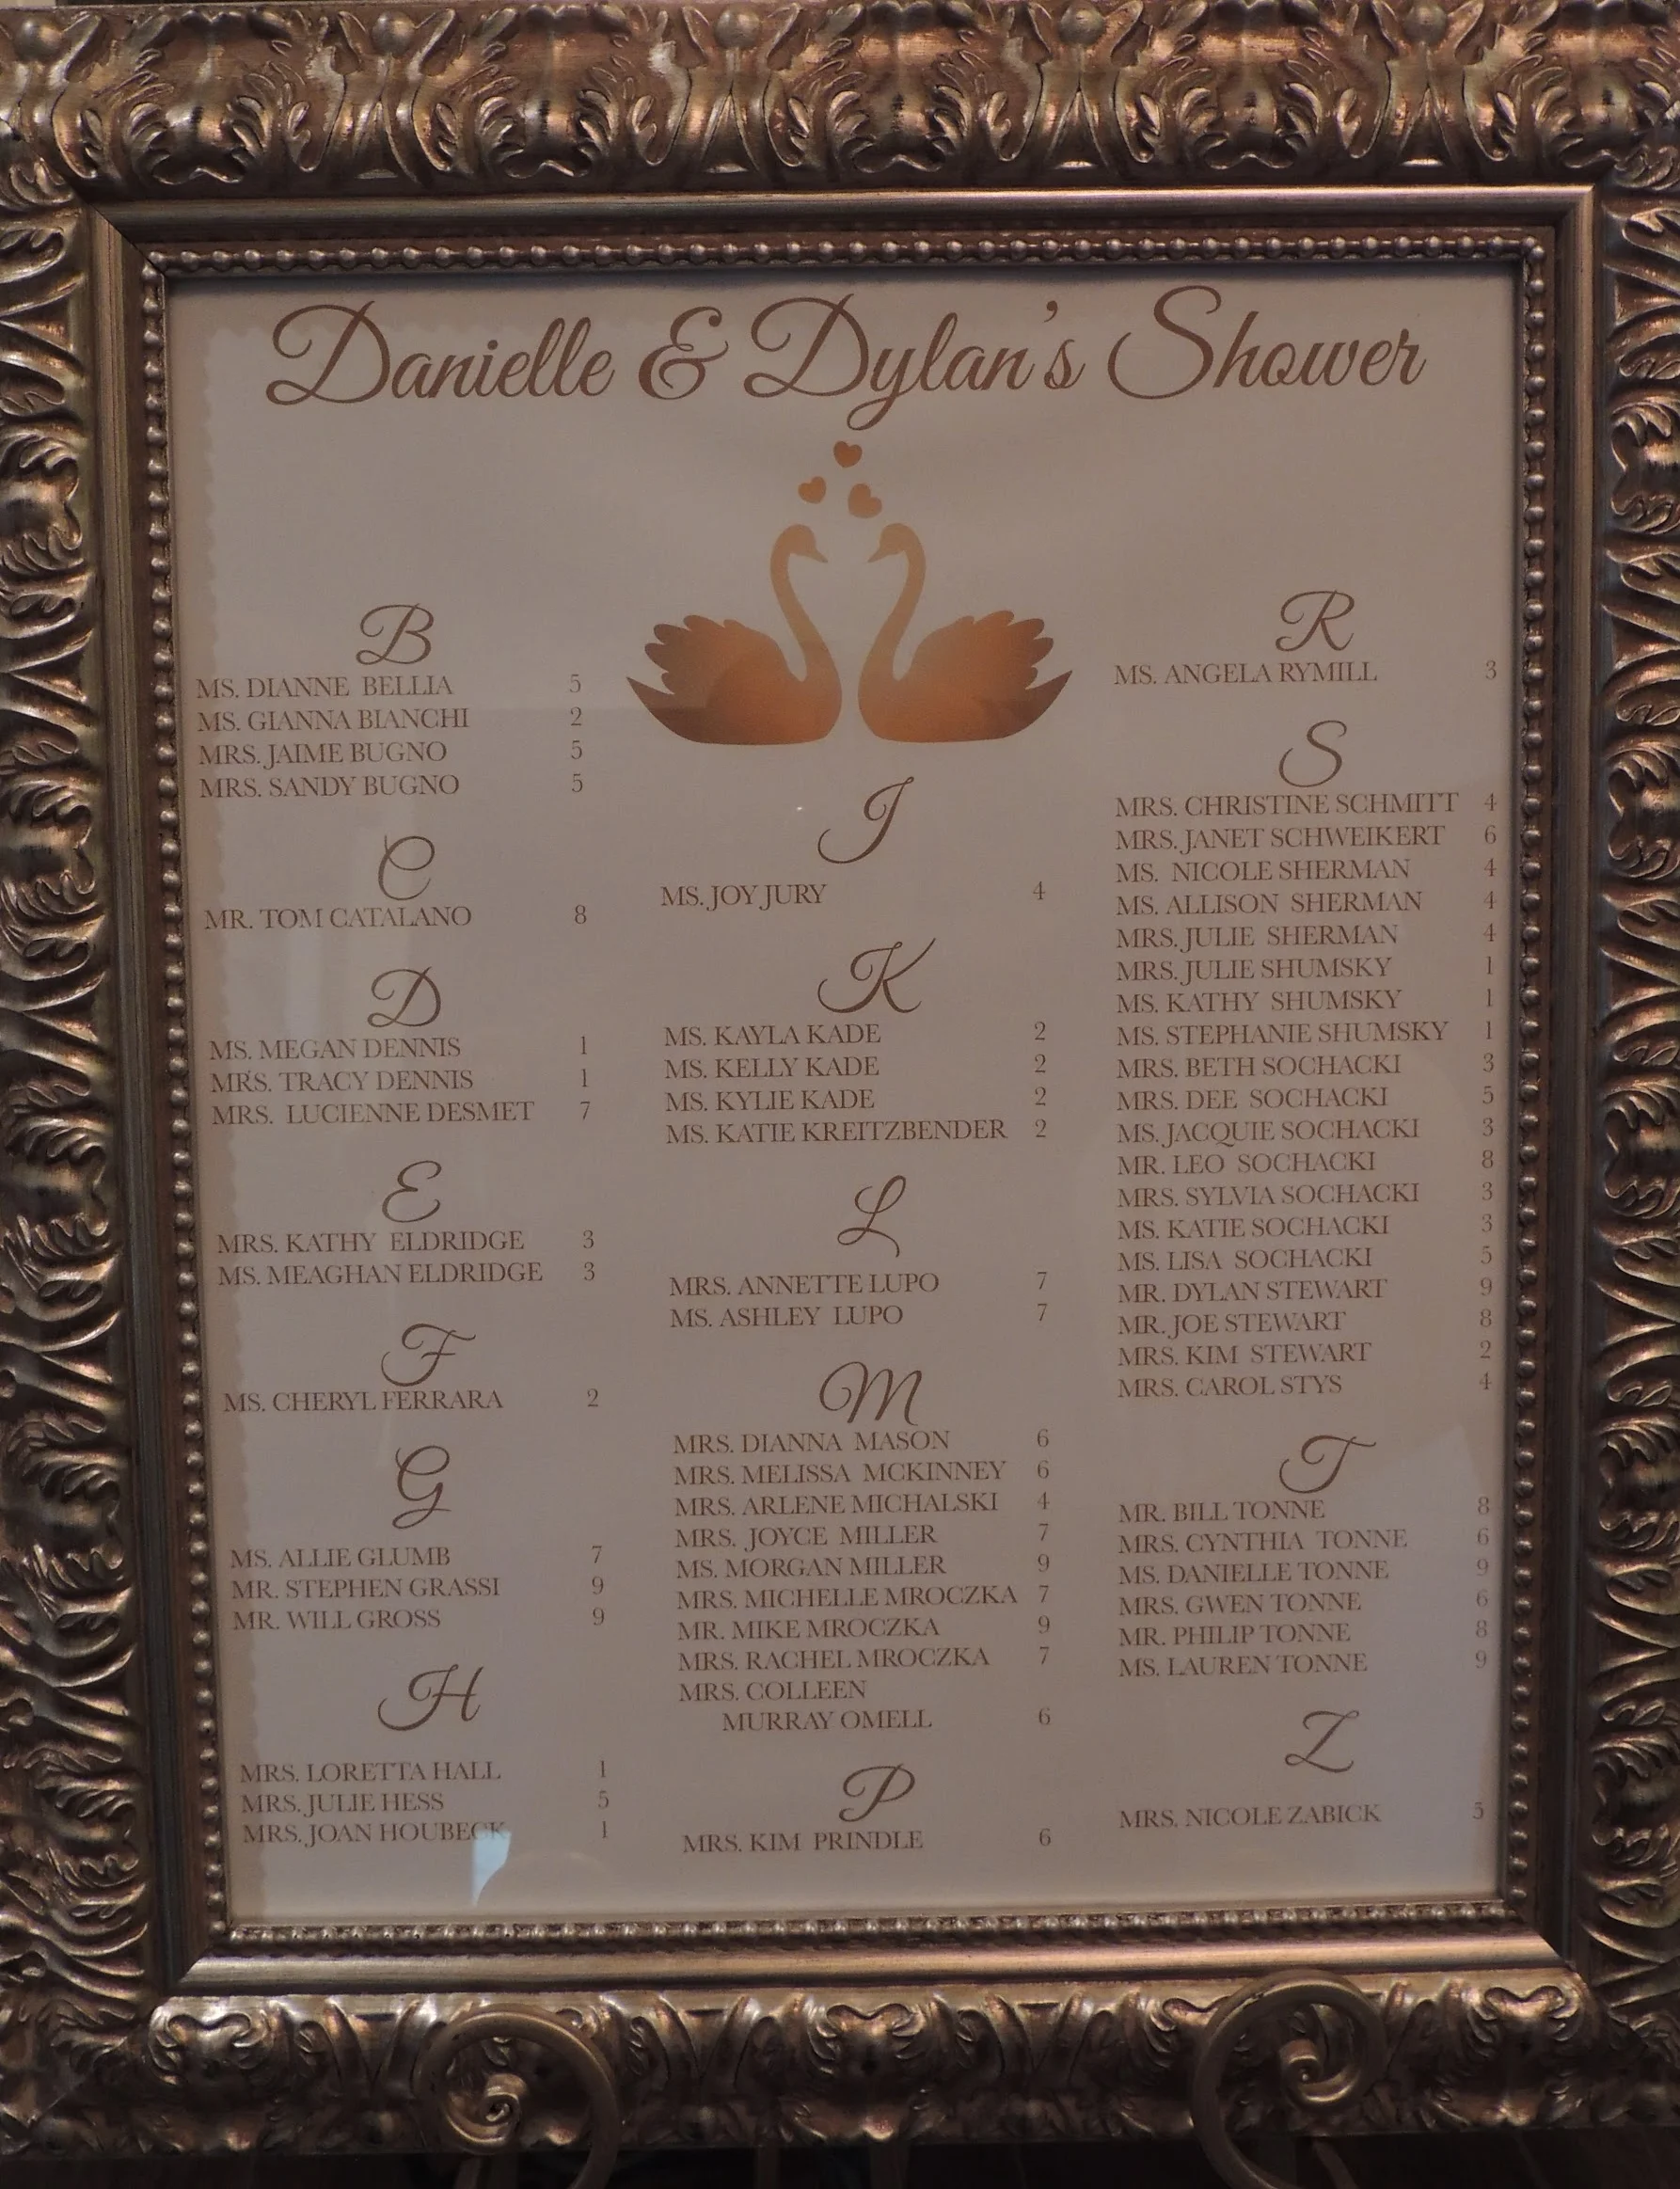 Danielle & Dylan's Shower
B
MS. DIANNE BELLIA 5
MS. GIANNA BIANCHI 2
MRS. JAIME BUGNO 5
MRS. SANDY BUGNO 5
C
MR. TOM CATALANO 8
D
MS. MEGAN DENNIS 1
MRS. TRACY DENNIS 1
MRS. LUCIENNE DESMET 7
E
MRS. KATHY ELDRIDGE 3
MS. MEAGHAN ELDRIDGE 3
F
MS. CHERYL FERRARA 2
G
MS. ALLIE GLUMB 7
MR. STEPHEN GRASSI 9
MR. WILL GROSS 9
H
MRS. LORETTA HALL 1
MRS. JULIE HESS 5
MRS. JOAN HOUBECK 1
J
MS. JOY JURY 4
K
MS. KAYLA KADE 2
MS. KELLY KADE 2
MS. KYLIE KADE 2
MS. KATIE KREITZBENDER 2
L
MRS. ANNETTE LUPO 7
MS. ASHLEY LUPO 7
M
MRS. DIANNA MASON 6
MRS. MELISSA MCKINNEY 6
MRS. ARLENE MICHALSKI 4
MRS. JOYCE MILLER 7
MS. MORGAN MILLER 9
MRS. MICHELLE MROCZKA 7
MR. MIKE MROCZKA 9
MRS. RACHEL MROCZKA 7
MRS. COLLEEN
MURRAY OMELL 6
P
MRS. KIM PRINDLE 6
R
MS. ANGELA RYMILL 3
S
MRS. CHRISTINE SCHMITT 4
MRS. JANET SCHWEIKERT 6
MS. NICOLE SHERMAN 4
MS. ALLISON SHERMAN 4
MRS. JULIE SHERMAN 4
MRS. JULIE SHUMSKY 1
MS. KATHY SHUMSKY 1
MS. STEPHANIE SHUMSKY 1
MRS. BETH SOCHACKI 3
MRS. DEE SOCHACKI 5
MS. JACQUIE SOCHACKI 3
MR. LEO SOCHACKI 8
MRS. SYLVIA SOCHACKI 3
MS. KATIE SOCHACKI 3
MS. LISA SOCHACKI 5
MR. DYLAN STEWART 9
MR. JOE STEWART 8
MRS. KIM STEWART 2
MRS. CAROL STYS 4
T
MR. BILL TONNE 8
MRS. CYNTHIA TONNE 6
MS. DANIELLE TONNE 9
MRS. GWEN TONNE 6
MR. PHILIP TONNE 8
MS. LAUREN TONNE 9
Z
MRS. NICOLE ZABICK 5